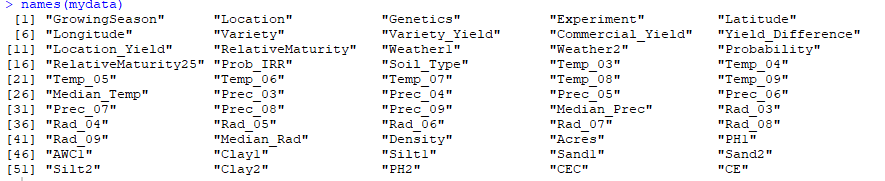 > names(mydata)
[1] "GrowingSeason" "Location" "Genetics" "Experiment" "Latitude"
[6] "Longitude" "Variety" "Variety_Yield" "Commercial_Yield" "Yield_Difference"
[11] "Location_Yield" "RelativeMaturity" "Weather1" "Weather2" "Probability"
[16] "RelativeMaturity25" "Prob_IRR" "Soil_Type" "Temp_03" "Temp_04"
[21] "Temp_05" "Temp_06" "Temp_07" "Temp_08" "Temp_09"
[26] "Median_Temp" "Prec_03" "Prec_04" "Prec_05" "Prec_06"
[31] "Prec_07" "Prec_08" "Prec_09" "Median_Prec" "Rad_03"
[36] "Rad_04" "Rad_05" "Rad_06" "Rad_07" "Rad_08"
[41] "Rad_09" "Median_Rad" "Density" "Acres" "PH1"
[46] "AWC1" "Clay1" "Silt1" "Sand1" "Sand2"
[51] "Silt2" "Clay2" "PH2" "CEC" "CE"